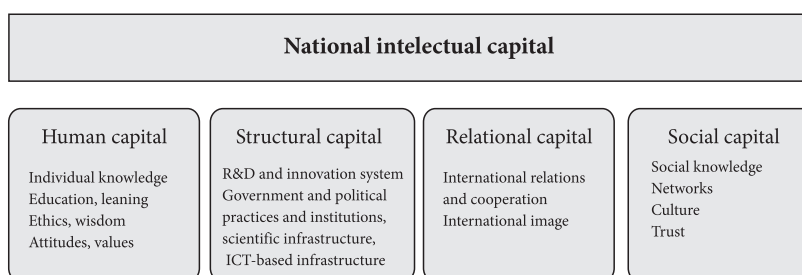 National intelectual capital
Human capital
Individual knowledge
Education, leaning
Ethics, wisdom
Attitudes, values
Structural capital
R&D and innovation system
Government and political
practices and institutions,
scientific infrastructure,
ICT-based infrastructure
Relational capital
International relations
and cooperation
International image
Social capital
Social knowledge
Networks
Culture
Trust